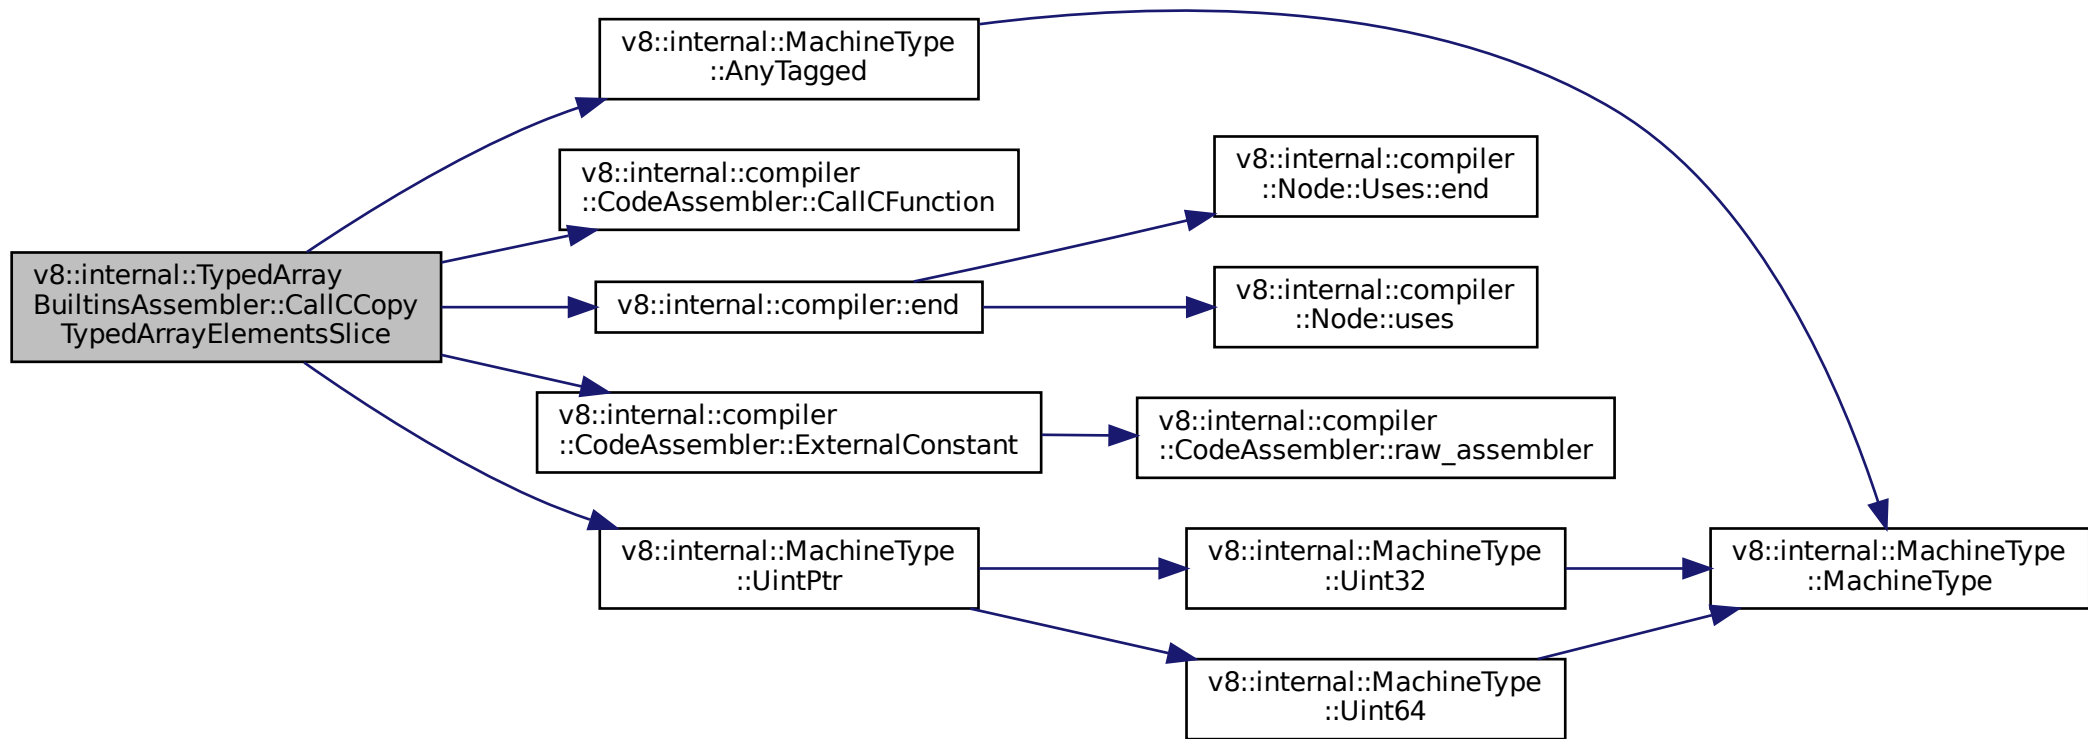 v8::internal::TypedArray
BuiltinsAssembler::CallCCopy
TypedArrayElementsSlice
v8::internal::MachineType
::AnyTagged
v8::internal::compiler
::CodeAssembler::CallCFunction
v8::internal::compiler::end
v8::internal::compiler
::Node::Uses::end
v8::internal::compiler
::Node::uses
v8::internal::compiler
::CodeAssembler::ExternalConstant
v8::internal::compiler
::CodeAssembler::raw_assembler
v8::internal::MachineType
::UintPtr
v8::internal::MachineType
::Uint32
v8::internal::MachineType
::Uint64
v8::internal::MachineType
::MachineType